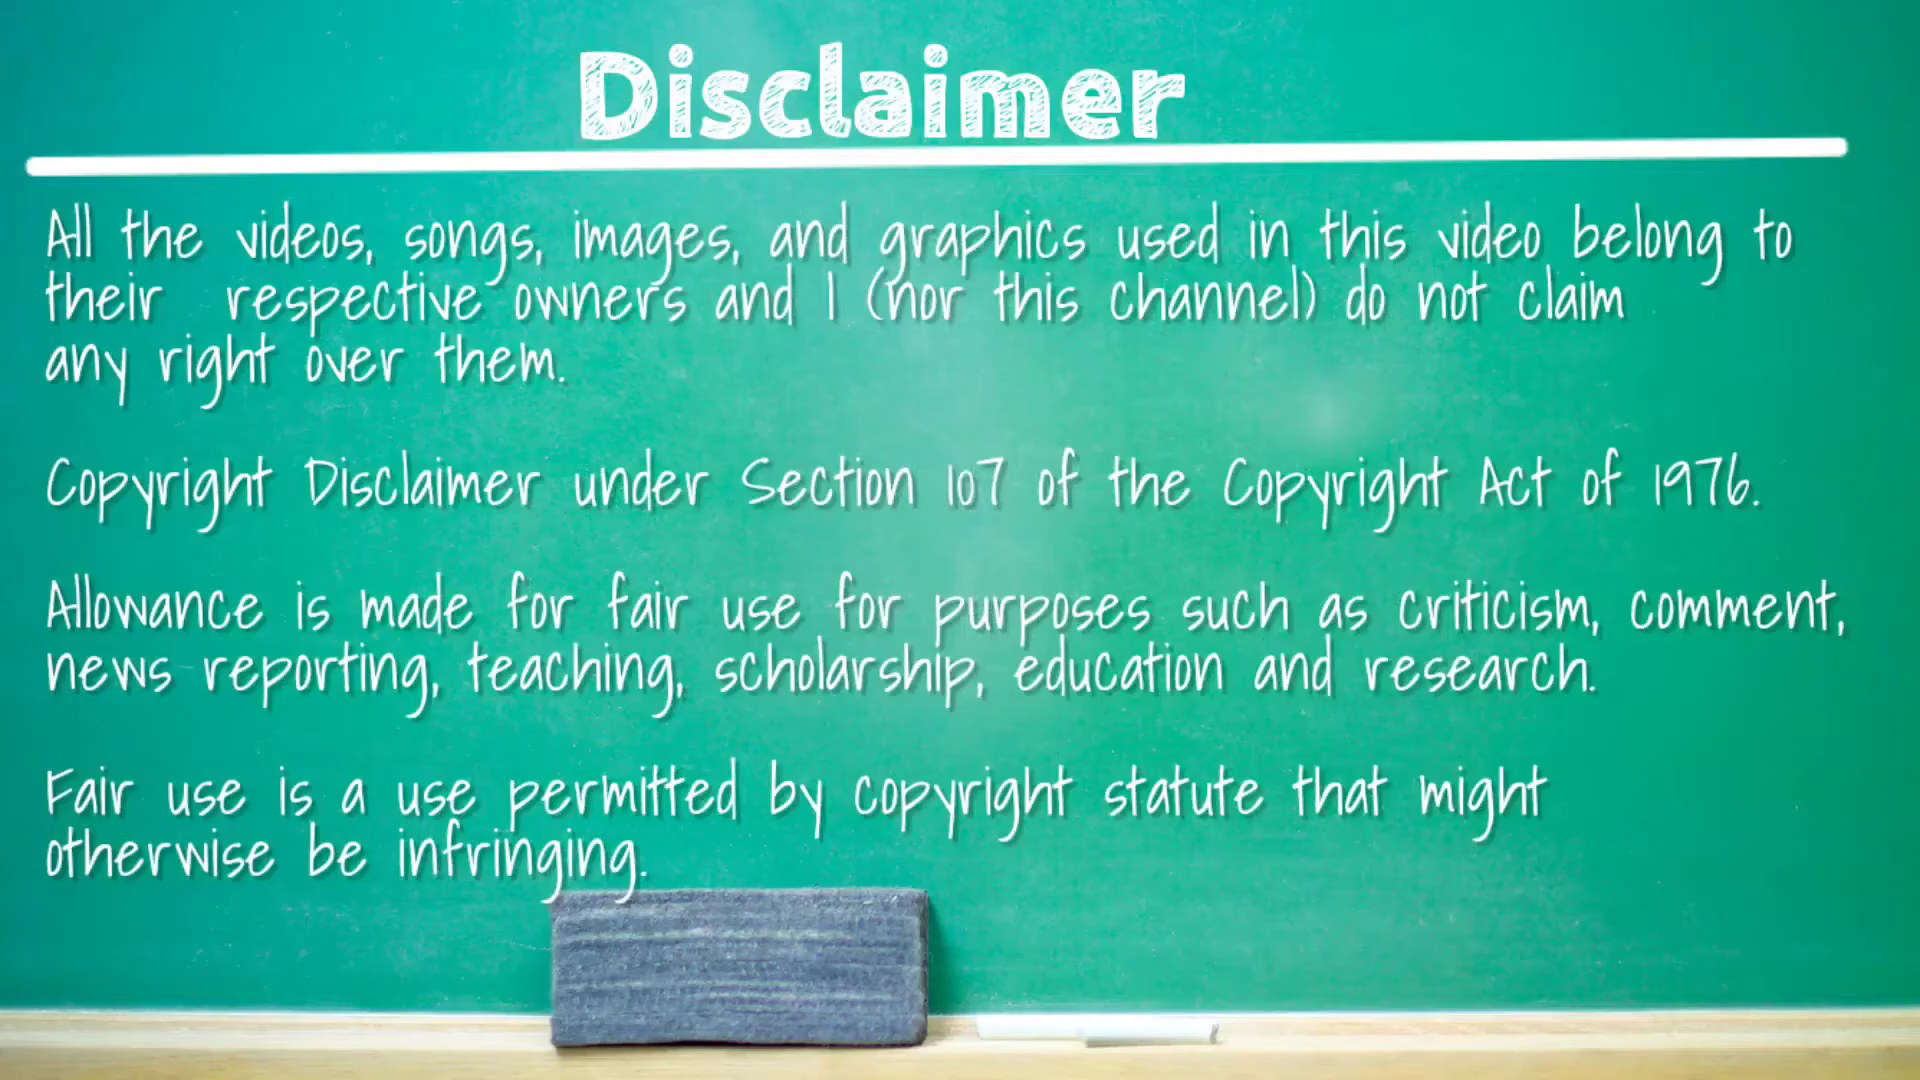 Disclaimer
All the videos, songs, images, and graphics used in this video belong to
their respective owners and I (nor this channel) do not claim
any right over them.
Copyright Disclaimer under Section 107 of the Copyright Act of 1976.
Allowance is made for fair use for purposes such as criticism, comment,
news reporting, teaching, scholarship, education and research.
Fair use is a use permitted by copyright statute that might
otherwise be infringing.